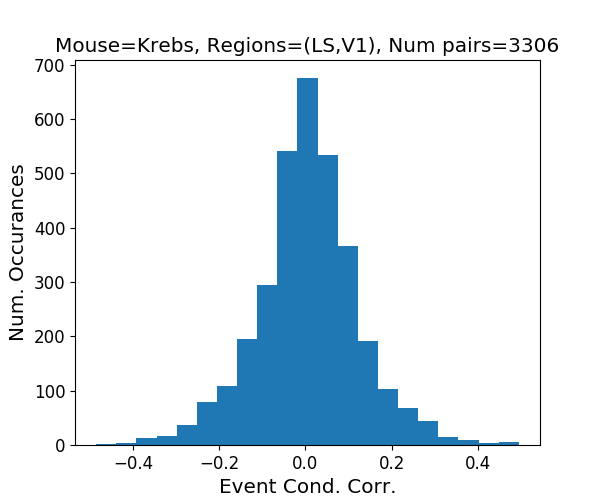 Mouse=Krebs, Regions=(LS,V1), Num pairs=3306
700
600
500
400
300
200
100
0
Num. Occurances
−0.4 −0.2 0.0 0.2 0.4
Event Cond. Corr.